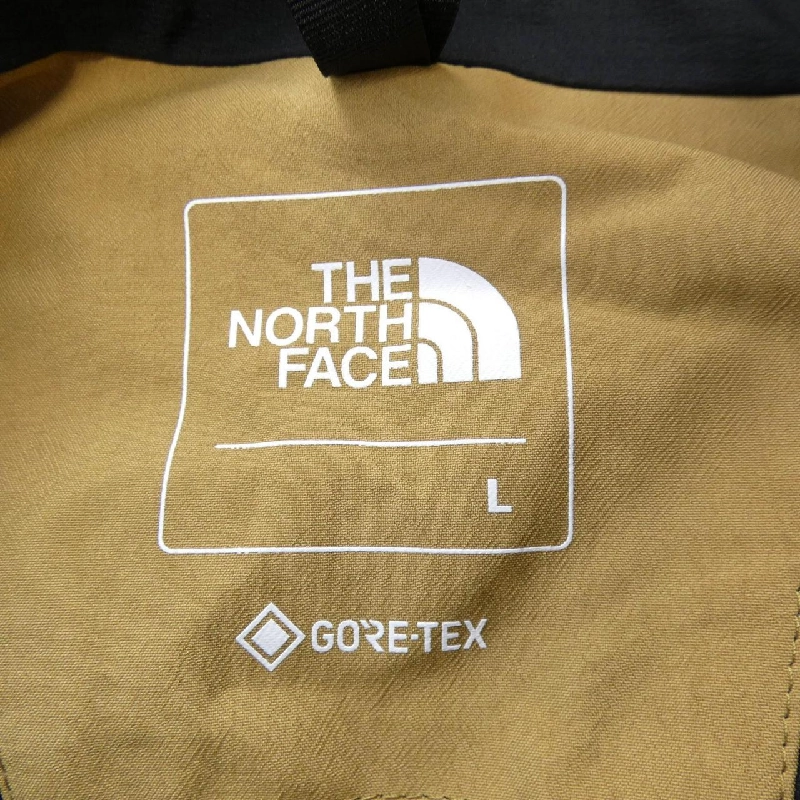 THE
NORTH
FACE
L
GORE-TEX